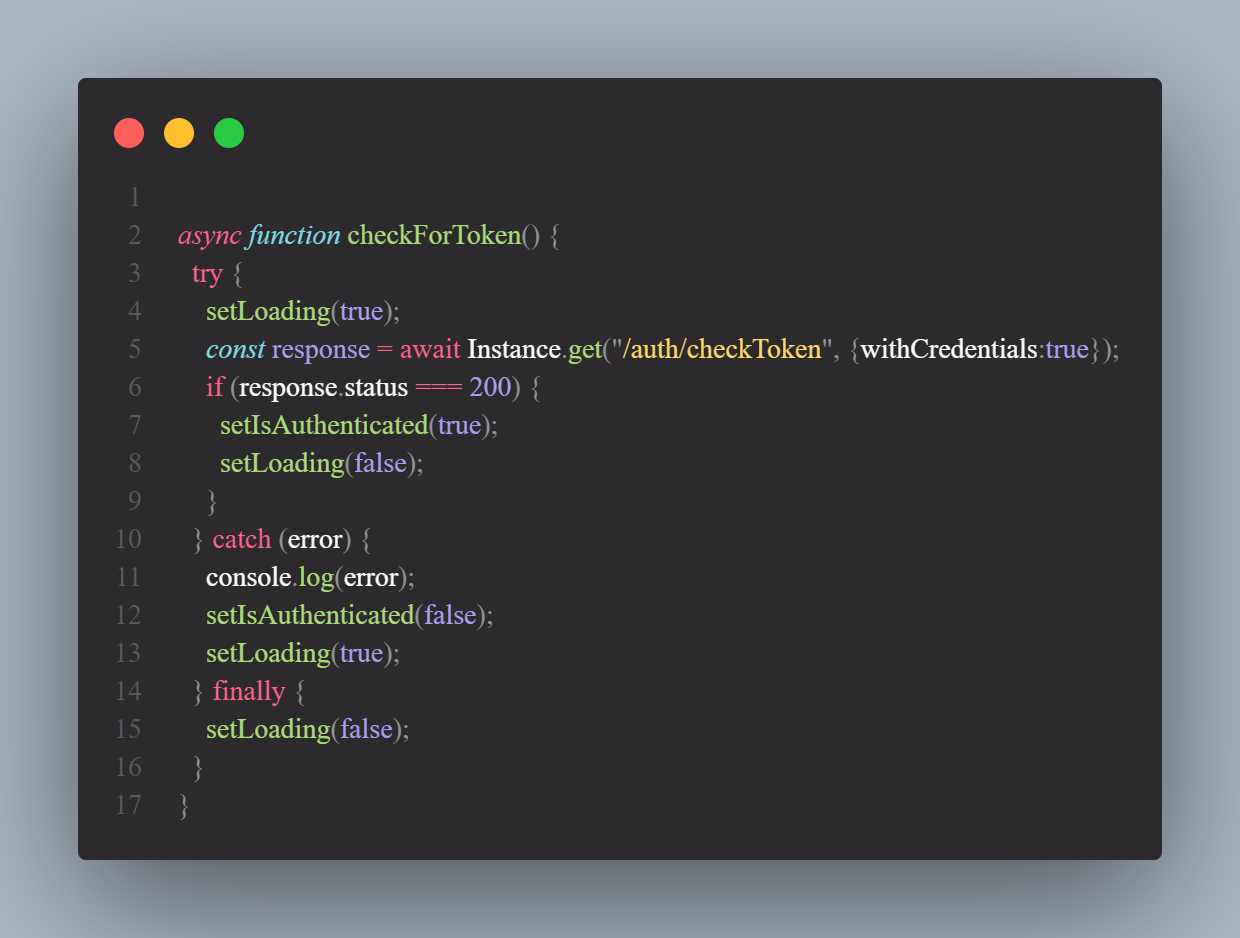 1
2 async function checkForToken() {
3 try {
4 setLoading(true);
5 const response = await Instance.get("/auth/checkToken", {withCredentials:true});
6 if (response.status === 200) {
7 setIsAuthenticated(true);
8 setLoading(false);
9 }
10 } catch (error) {
11 console.log(error);
12 setIsAuthenticated(false);
13 setLoading(true);
14 } finally {
15 setLoading(false);
16 }
17 }